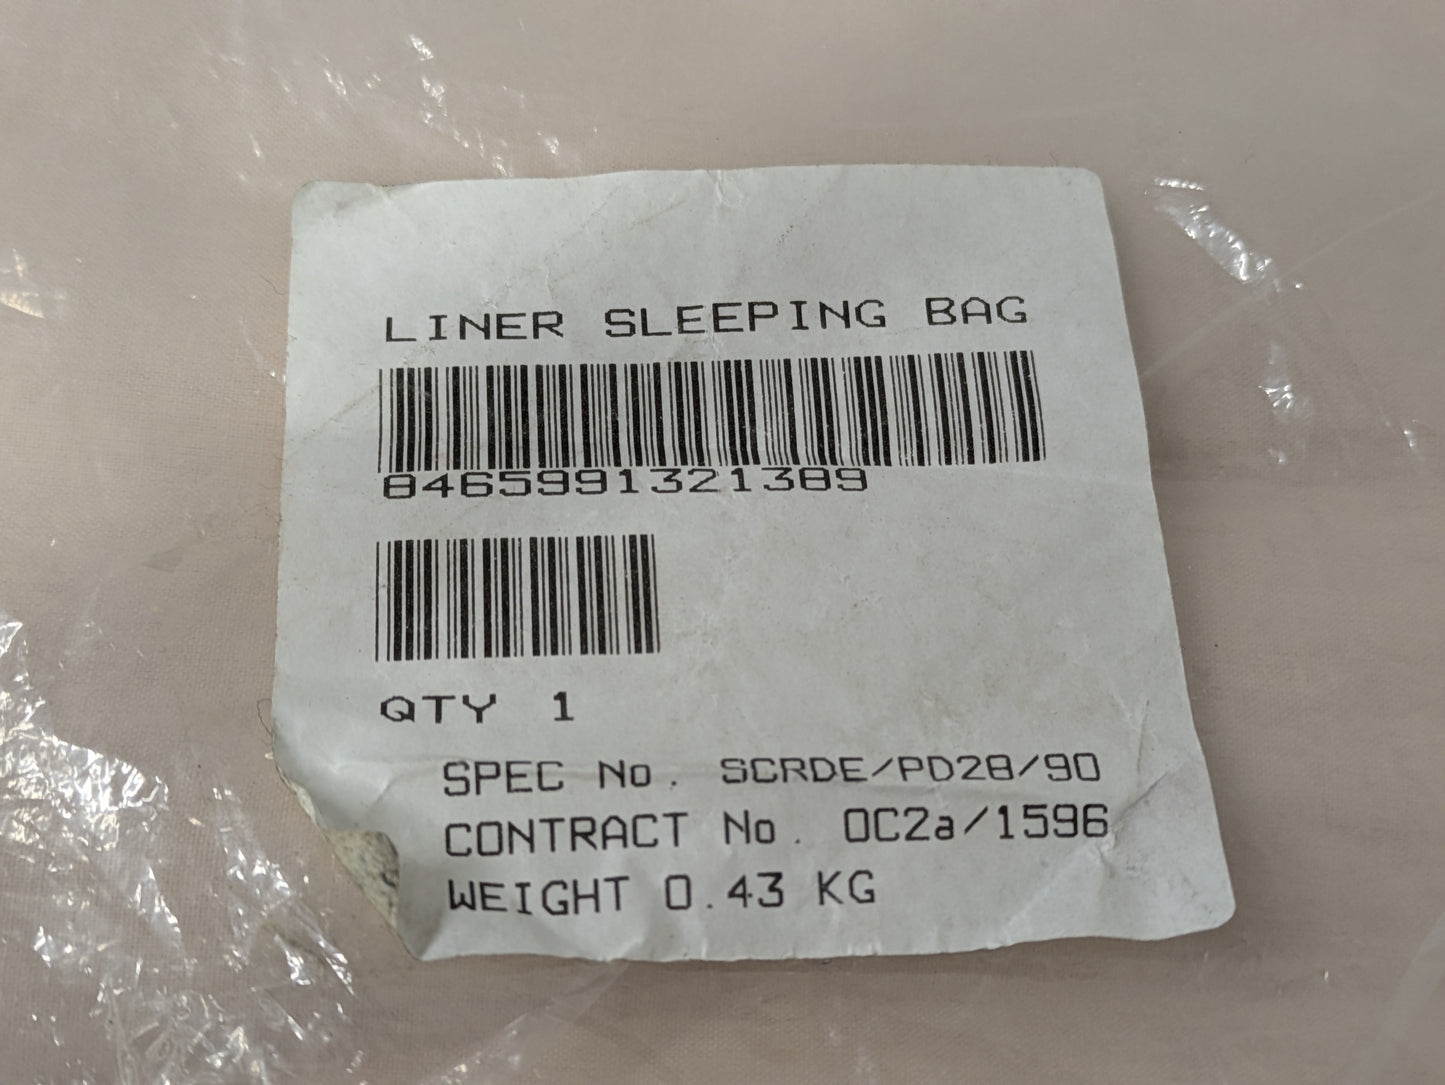 LINER SLEEPING BAG
8465991321389
QTY 1
SPEC No. SCRDE/PD28/90
CONTRACT No. OC2a/1596
WEIGHT 0.43 KG